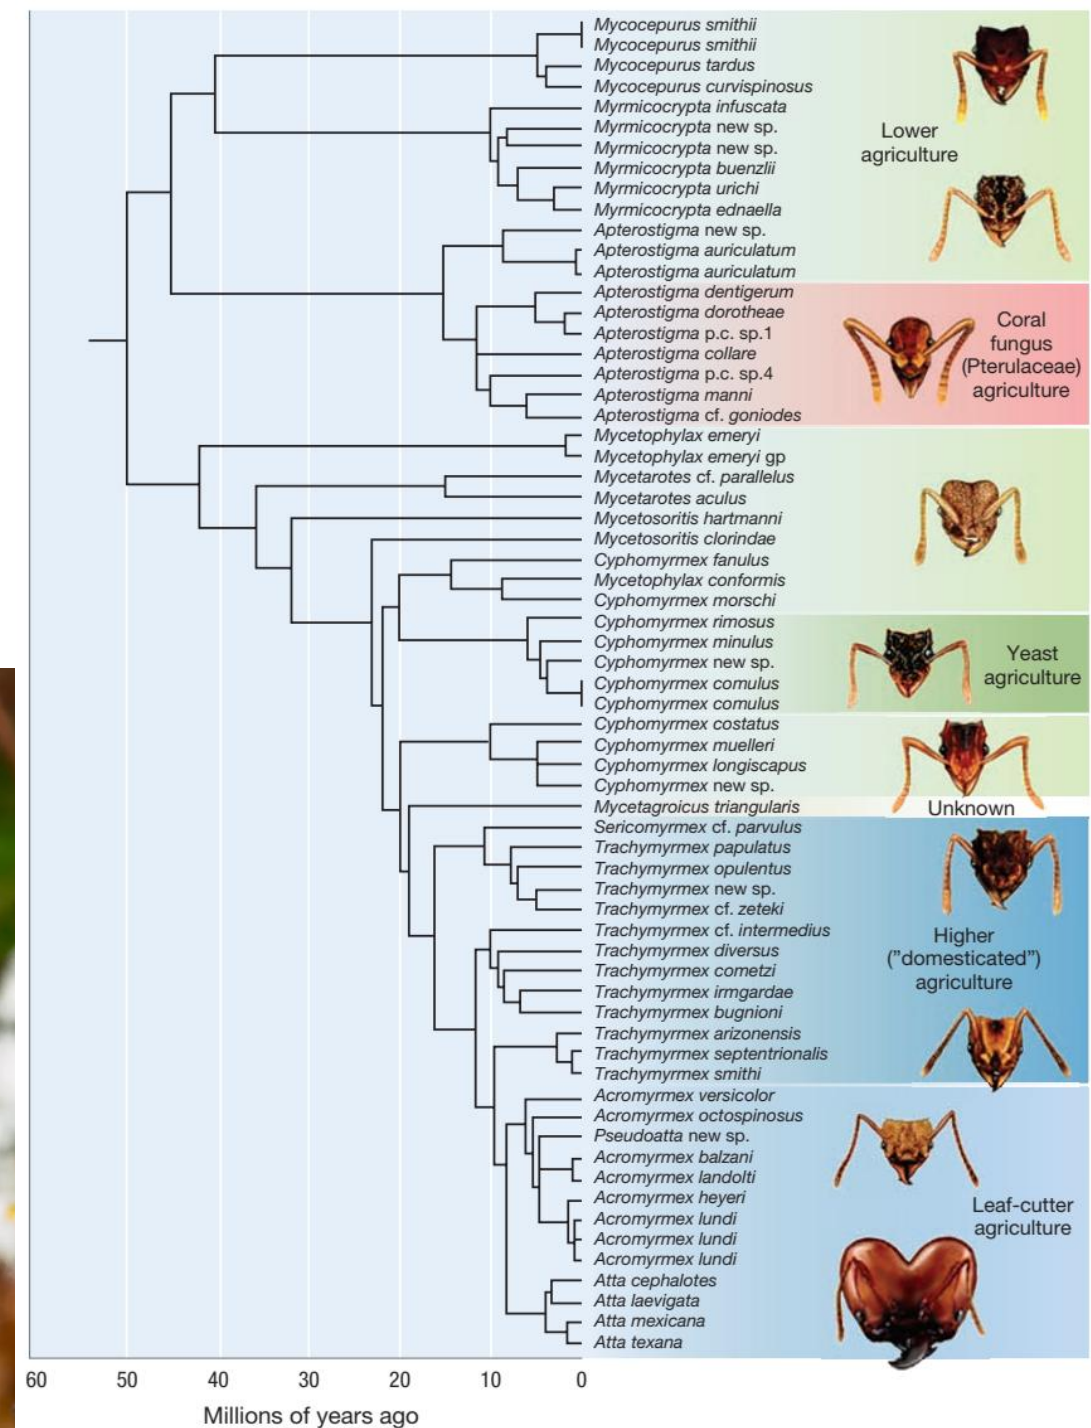 Mycocepurus smithii
Mycocepurus smithii
Mycocepurus tardus
Mycocepurus curvispinosus
Myrmicocrypta infuscata
Myrmicocrypta new sp.
Myrmicocrypta new sp.
Myrmicocrypta buenzlii
Myrmicocrypta urichi
Myrmicocrypta ednaella
Apterostigma new sp.
Apterostigma auriculatum
Apterostigma auriculatum
Lower
agriculture
Apterostigma dentigerum
Apterostigma dorotheae
Apterostigma p.c. sp.1
Apterostigma collare
Apterostigma p.c. sp.4
Apterostigma manni
Apterostigma cf. goniodes
Coral
fungus
(Pterulaceae)
agriculture
Mycetophylax emeryi
Mycetophylax emeryi gp
Mycetarotes cf. parallelus
Mycetarotes aculus
Mycetosoritis hartmanni
Mycetosoritis clorindae
Cyphomyrmex fanulus
Mycetophylax conformis
Cyphomyrmex morschi
Cyphomyrmex rimosus
Cyphomyrmex minulus
Cyphomyrmex new sp.
Cyphomyrmex comulus
Cyphomyrmex comulus
Yeast
agriculture
Cyphomyrmex costatus
Cyphomyrmex muelleri
Cyphomyrmex longiscapus
Cyphomyrmex new sp.
Mycetagroicus triangularis
Unknown
Sericomyrmex cf. parvulus
Trachymyrmex papulatus
Trachymyrmex opulentus
Trachymyrmex new sp.
Trachymyrmex cf. zeteki
Trachymyrmex cf. intermedius
Trachymyrmex diversus
Trachymyrmex cometzi
Trachymyrmex irmgardae
Trachymyrmex bugnioni
Trachymyrmex arizonensis
Trachymyrmex septentrionalis
Trachymyrmex smithi
Higher
("domesticated")
agriculture
Acromyrmex versicolor
Acromyrmex octospinosus
Pseudoatta new sp.
Acromyrmex balzani
Acromyrmex landolti
Acromyrmex heyeri
Acromyrmex lundi
Acromyrmex lundi
Acromyrmex lundi
Atta cephalotes
Atta laevigata
Atta mexicana
Atta texana
Leaf-cutter
agriculture
60 50 40 30 20 10 0
Millions of years ago